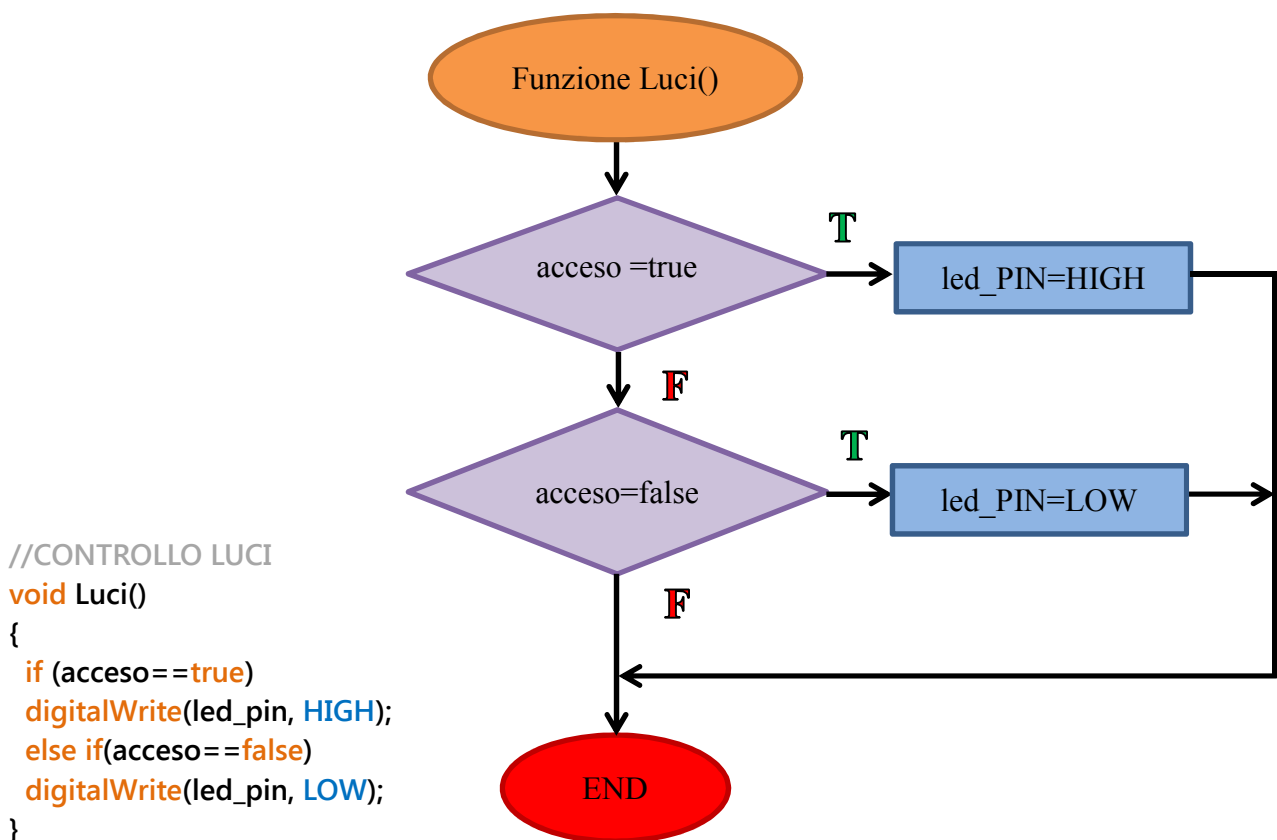 Funzione Luci()
acceso =true
T
led_PIN=HIGH
F
acceso=false
T
led_PIN=LOW
F
END
//CONTROLLO LUCI
void Luci()
{
if (acceso==true)
digitalWrite(led_pin, HIGH);
else if(acceso==false)
digitalWrite(led_pin, LOW);
}